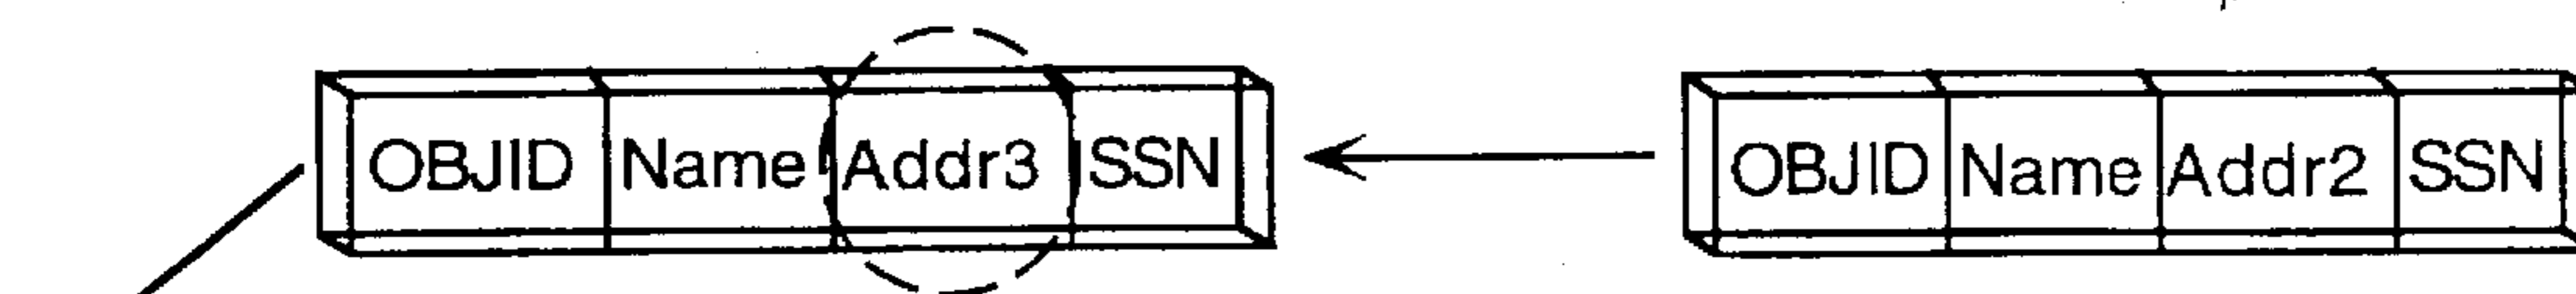 OBJID Name Addr3 SSN OBJID Name Addr2 SSN